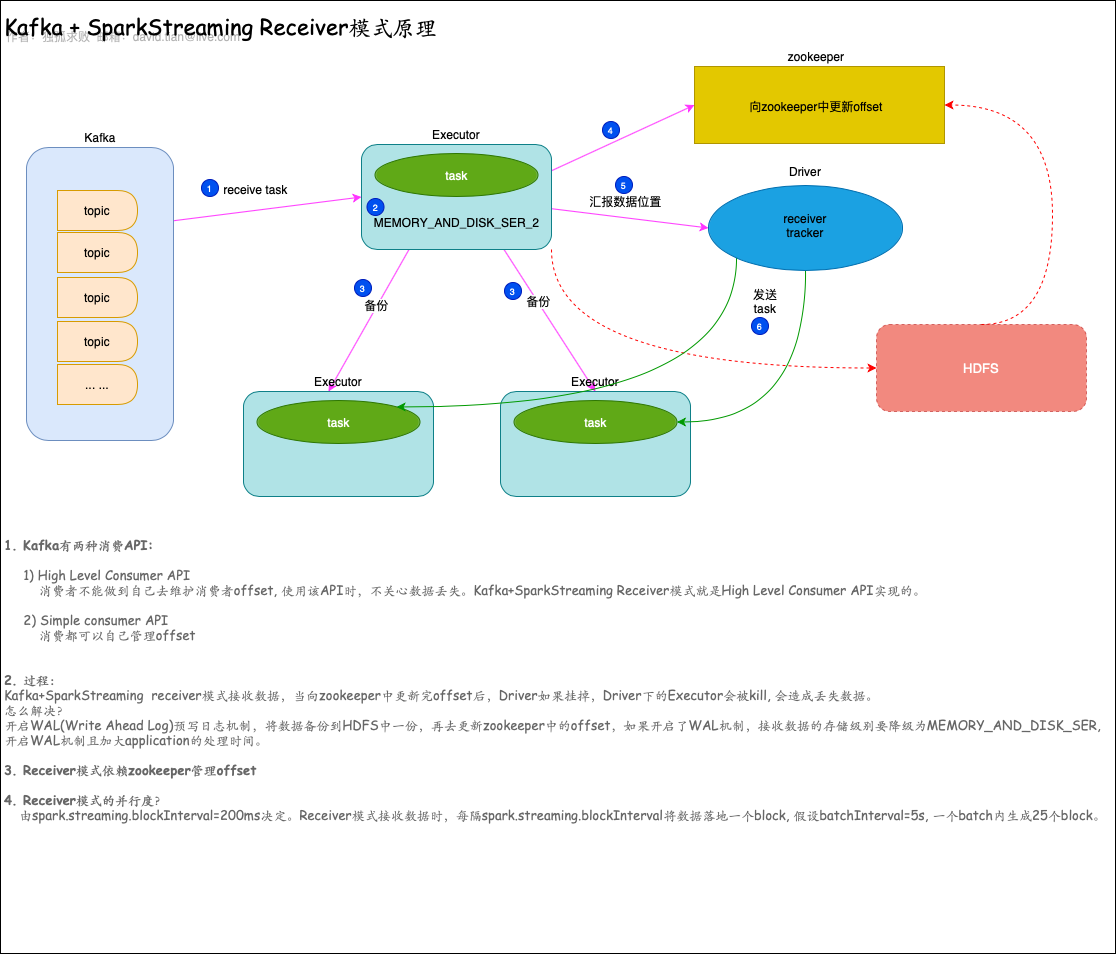 Kafka + SparkStreaming Receiver模式原理
作者：独孤求败 邮箱：david.tian@live.com
zookeeper
向zookeeper中更新offset
Kafka
Executor
4
task
Driver
1
receive task
5
汇报数据位置
topic
2
MEMORY_AND_DISK_SER_2
receiver
tracker
topic
3
备份
3
备份
发送
task
6
topic
topic
HDFS
... ...
Executor
Executor
task
task
1. Kafka有两种消费API:
1) High Level Consumer API
消费者不能做到自己去维护消费者offset, 使用该API时，不关心数据丢失。Kafka+SparkStreaming Receiver模式就是High Level Consumer API实现的。
2) Simple consumer API
消费都可以自己管理offset
2. 过程：
Kafka+SparkStreaming receiver模式接收数据，当向zookeeper中更新完offset后，Driver如果挂掉，Driver下的Executor会被kill, 会造成丢失数据。
怎么解决？
开启WAL(Write Ahead Log)预写日志机制，将数据备份到HDFS中一份，再去更新zookeeper中的offset，如果开启了WAL机制，接收数据的存储级别要降级为MEMORY_AND_DISK_SER,
开启WAL机制且加大application的处理时间。
3. Receiver模式依赖zookeeper管理offset
4. Receiver模式的并行度？
由spark.streaming.blockInterval=200ms决定。Receiver模式接收数据时，每隔spark.streaming.blockInterval将数据落地一个block, 假设batchInterval=5s, 一个batch内生成25个block。